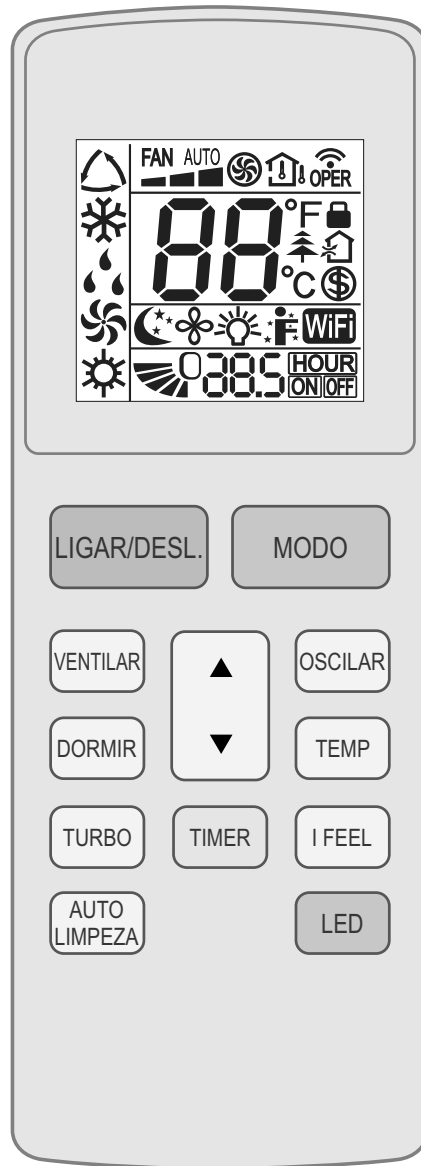 FAN AUTO
OPER
88 °F
°C $
WiFi
38.5 HOUR
ON OFF
LIGAR/DESL. MODO
VENTILAR ▲ OSCILAR
DORMIR ▼ TEMP
TURBO TIMER I FEEL
AUTO
LIMPEZA LED